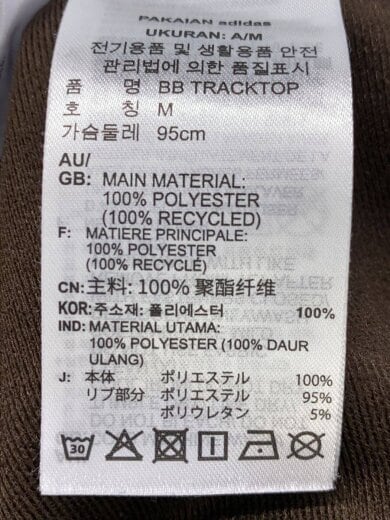 PAKAIAN adidas
UKURAN: A/M
전기용품 및 생활용품 안전
관리법에 의한 품질표시
품 명 BB TRACKTOP
호 칭 M
가슴둘레 95cm
AU/
GB: MAIN MATERIAL:
100% POLYESTER
(100% RECYCLED)
F: MATIERE PRINCIPALE:
100% POLYESTER
(100% RECYCLÉ)
CN: 主料: 100% 聚酯纤维
KOR: 주소재: 폴리에스터 100%
IND: MATERIAL UTAMA:
100% POLYESTER (100% DAUR
ULANG)
J: 本体 ポリエステル 100%
リブ部分 ポリエステル 95%
ポリウレタン 5%
30